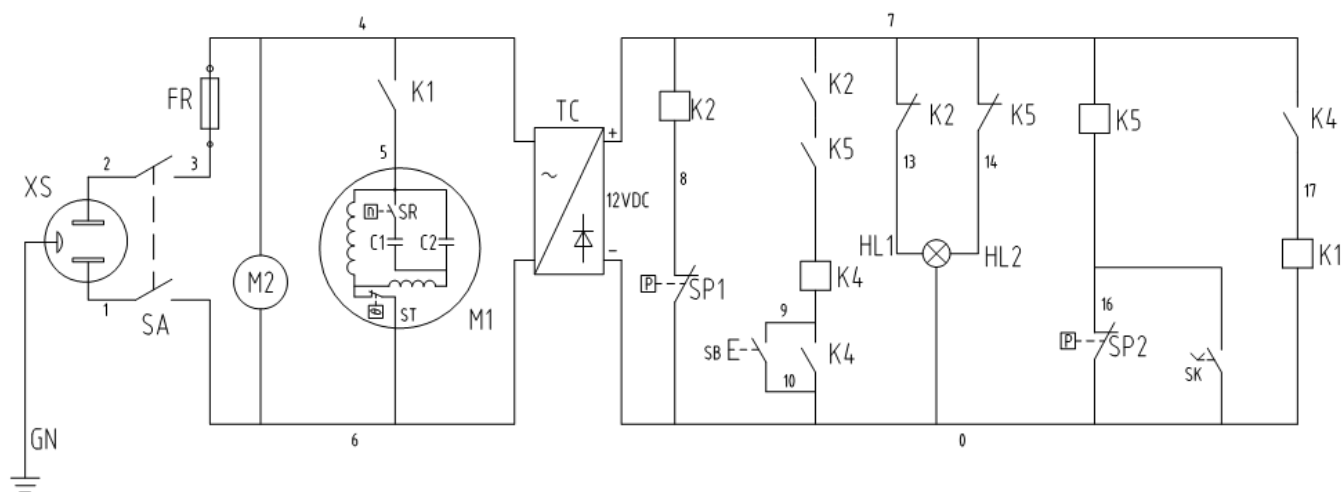 4
7
FR
K1
TC
K2
K2
K2
K5
K5
K5
K4
2
3
5
+
13
14
8
17
XS
n
SR
12VDC
C1
C2
HL1
HL2
K1
M2
K4
P
SP1
θ
ST
M1
1
SA
9
16
SB
K4
P
SP2
SK
10
GN
6
0